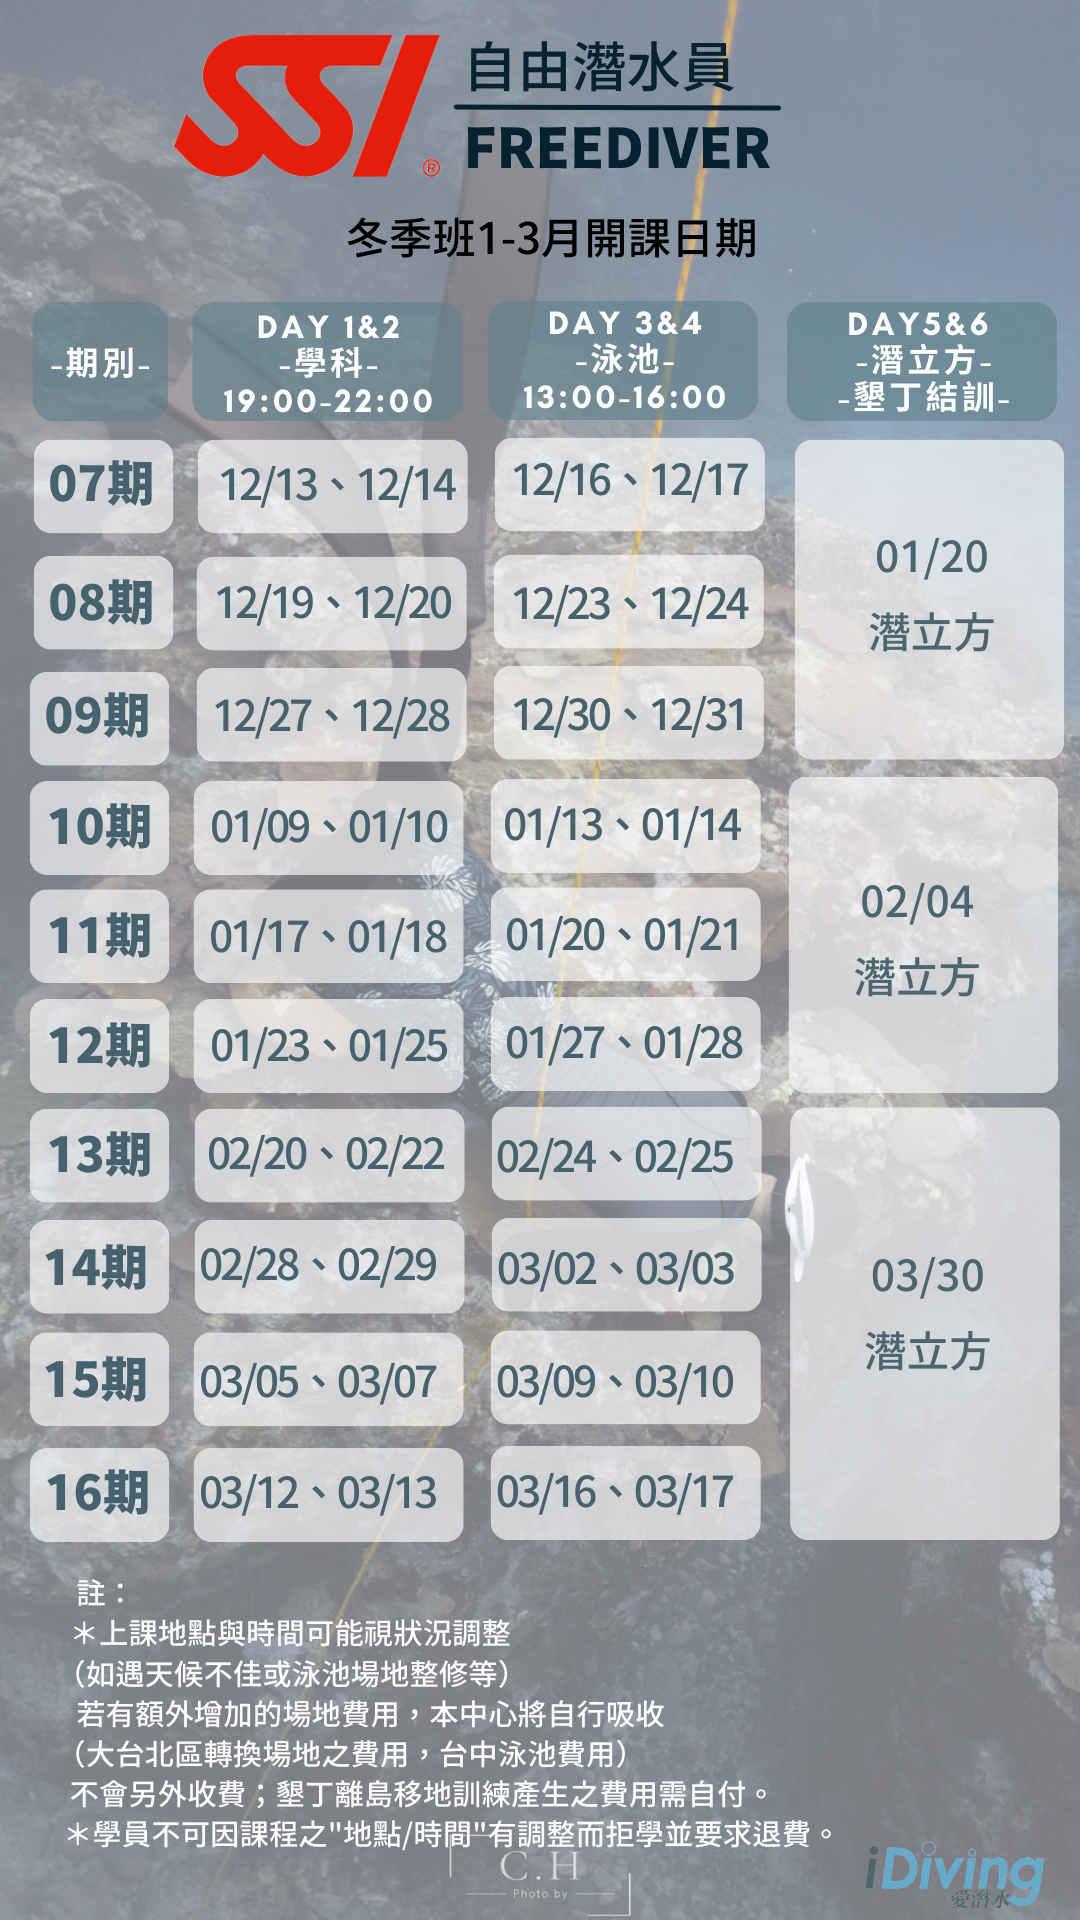 SSI®
自由潛水員
FREEDIVER
冬季班1-3月開課日期
-期別-
DAY 1&2
-學科-
19:00-22:00
DAY 3&4
-泳池-
13:00-16:00
DAY5&6
-潛立方-
-墾丁結訓-
07期 12/13、12/14 12/16、12/17
08期 12/19、12/20 12/23、12/24
09期 12/27、12/28 12/30、12/31
01/20
潛立方
10期 01/09、01/10 01/13、01/14
11期 01/17、01/18 01/20、01/21
12期 01/23、01/25 01/27、01/28
02/04
潛立方
13期 02/20、02/22 02/24、02/25
14期 02/28、02/29 03/02、03/03
15期 03/05、03/07 03/09、03/10
16期 03/12、03/13 03/16、03/17
03/30
潛立方
註：
＊上課地點與時間可能視狀況調整
（如遇天候不佳或泳池場地整修等）
若有額外增加的場地費用，本中心將自行吸收
（大台北區轉換場地之費用，台中泳池費用）
不會另外收費；墾丁離島移地訓練產生之費用需自付。
＊學員不可因課程之"地點/時間"有調整而拒學並要求退費。
C.H
Photo by
iDiving
愛潛水